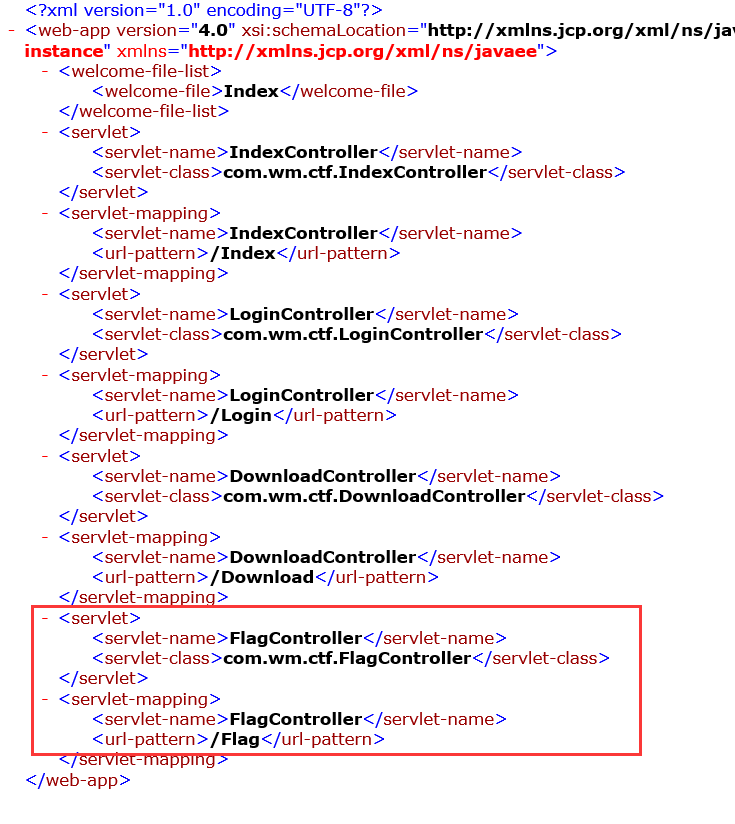 <?xml version="1.0" encoding="UTF-8"?>
- <web-app version="4.0" xsi:schemaLocation="http://xmlns.jcp.org/xml/ns/jav
instance" xmlns="http://xmlns.jcp.org/xml/ns/javaee">
- <welcome-file-list>
<welcome-file>Index</welcome-file>
</welcome-file-list>
- <servlet>
<servlet-name>IndexController</servlet-name>
<servlet-class>com.wm.ctf.IndexController</servlet-class>
</servlet>
- <servlet-mapping>
<servlet-name>IndexController</servlet-name>
<url-pattern>/Index</url-pattern>
</servlet-mapping>
- <servlet>
<servlet-name>LoginController</servlet-name>
<servlet-class>com.wm.ctf.LoginController</servlet-class>
</servlet>
- <servlet-mapping>
<servlet-name>LoginController</servlet-name>
<url-pattern>/Login</url-pattern>
</servlet-mapping>
- <servlet>
<servlet-name>DownloadController</servlet-name>
<servlet-class>com.wm.ctf.DownloadController</servlet-class>
</servlet>
- <servlet-mapping>
<servlet-name>DownloadController</servlet-name>
<url-pattern>/Download</url-pattern>
</servlet-mapping>
- <servlet>
<servlet-name>FlagController</servlet-name>
<servlet-class>com.wm.ctf.FlagController</servlet-class>
</servlet>
- <servlet-mapping>
<servlet-name>FlagController</servlet-name>
<url-pattern>/Flag</url-pattern>
</servlet-mapping>
</web-app>